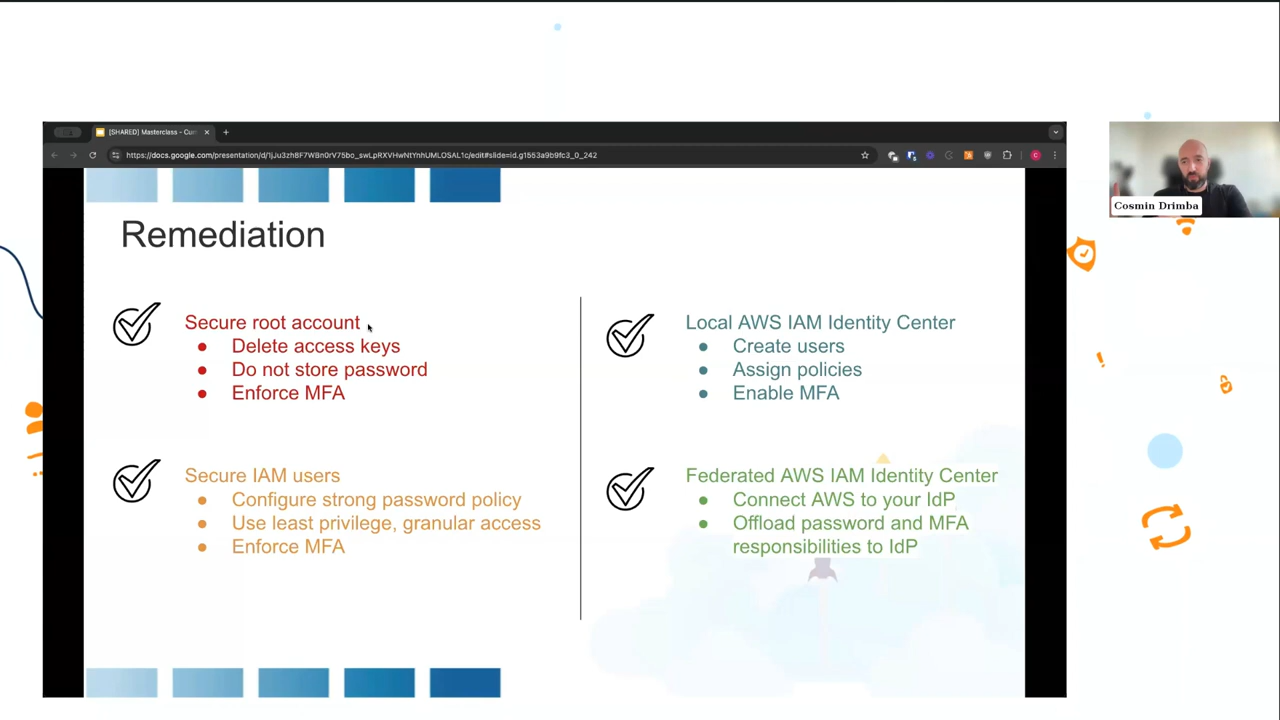 [SHARED] Masterclass - Cus
https://docs.google.com/presentation/d/1jJu3zh8F7WBn0rV75bo_swLpRXVHwNtYnhUMLOSAL1c/edit#slide=id.g1553a9b9fc3_0_242
Remediation
Secure root account
● Delete access keys
● Do not store password
● Enforce MFA
Secure IAM users
● Configure strong password policy
● Use least privilege, granular access
● Enforce MFA
Local AWS IAM Identity Center
● Create users
● Assign policies
● Enable MFA
Federated AWS IAM Identity Center
● Connect AWS to your IdP
● Offload password and MFA
responsibilities to IdP
Cosmin Drimba